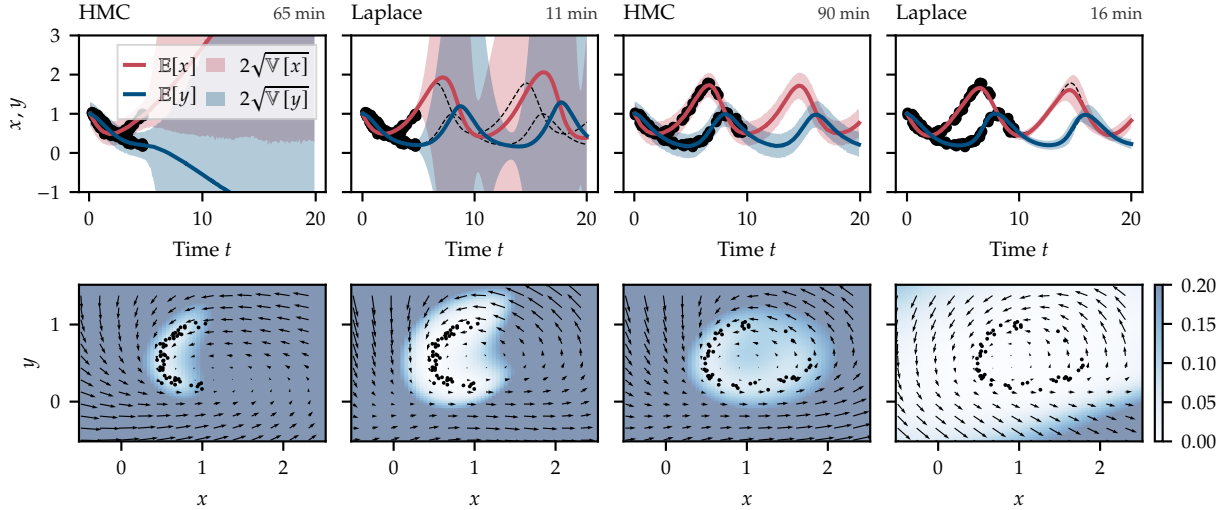 HMC 65 min Laplace 11 min HMC 90 min Laplace 16 min
3
2
1
0
−1
x, y
𝔼[x] 2√𝕍[x]
𝔼[y] 2√𝕍[y]
0 10 20 0 10 20 0 10 20 0 10 20
Time t Time t Time t Time t
1
0
y
0.20
0.15
0.10
0.05
0.00
0 1 2 0 1 2 0 1 2 0 1 2
x x x x